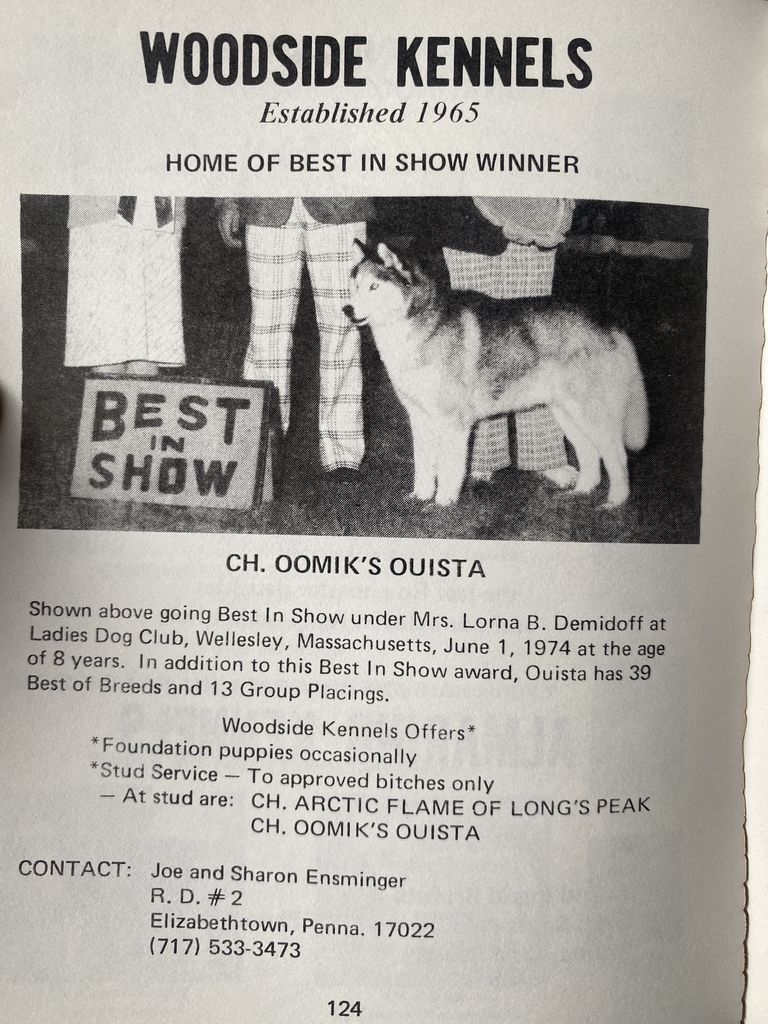 WOODSIDE KENNELS
Established 1965
HOME OF BEST IN SHOW WINNER
BEST
IN
SHOW
CH. OOMIK'S OUISTA
Shown above going Best In Show under Mrs. Lorna B. Demidoff at
Ladies Dog Club, Wellesley, Massachusetts, June 1, 1974 at the age
of 8 years. In addition to this Best In Show award, Ouista has 39
Best of Breeds and 13 Group Placings.
Woodside Kennels Offers*
*Foundation puppies occasionally
*Stud Service – To approved bitches only
– At stud are: CH. ARCTIC FLAME OF LONG'S PEAK
CH. OOMIK'S OUISTA
CONTACT: Joe and Sharon Ensminger
R. D. # 2
Elizabethtown, Penna. 17022
(717) 533-3473
124